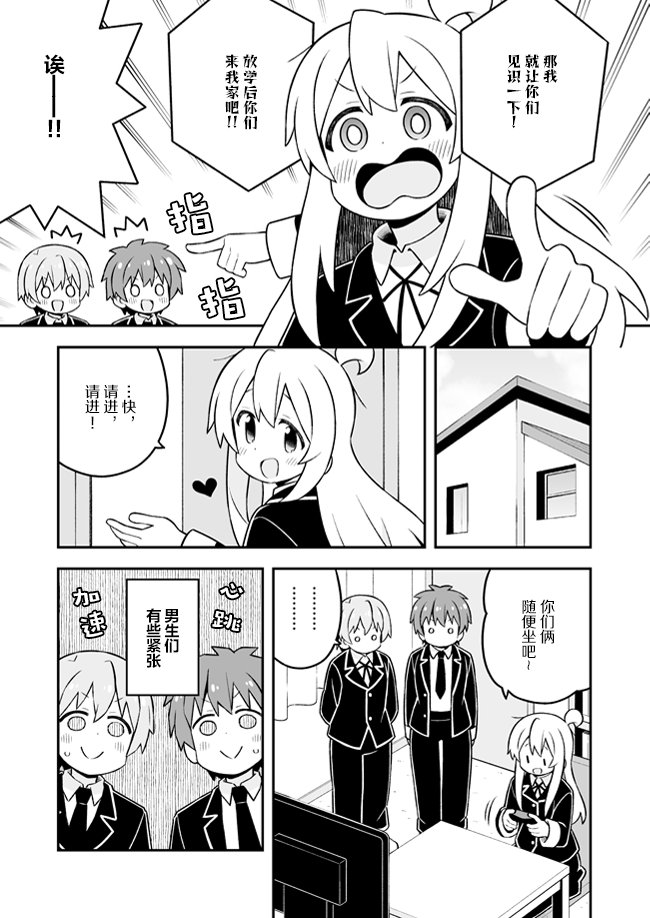 那我
就让你们
见识一下！
放学后你们
来我家吧!!
诶——!!
指
指
…快，
请进，
请进！
你们俩
随便坐吧~
………
………
男生们
有些紧张
心跳
加速